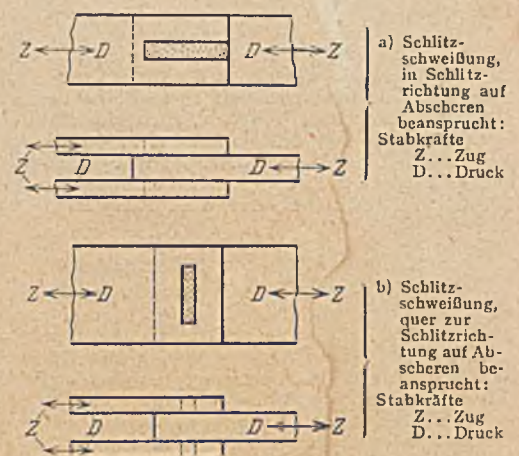 Z D D Z
a) Schlitz-
schweißung,
in Schlitz-
richtung auf
Abscheren
beansprucht:
Stabkräfte
Z...Zug
D...Druck
Z D D Z
Z D D Z
b) Schlitz-
schweißung,
quer zur
Schlitzrich-
tung auf Ab-
scheren be-
ansprucht:
Stabkräfte
Z...Zug
D...Druck
Z D D Z